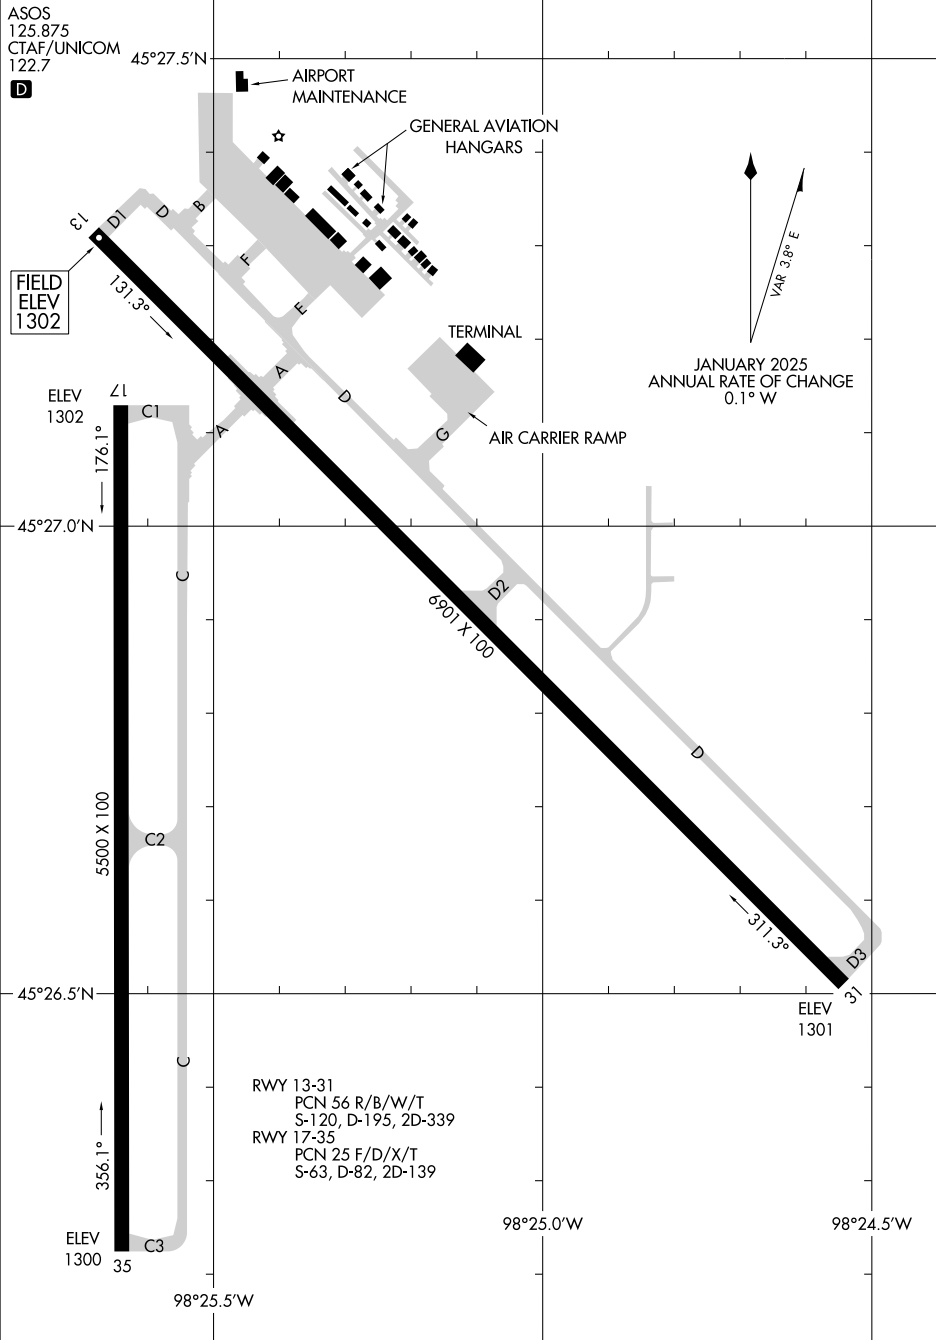 ASOS
125.875
CTAF/UNICOM
122.7
D
45°27.5'N
AIRPORT
MAINTENANCE
GENERAL AVIATION
HANGARS
VAR 3.8° E
JANUARY 2025
ANNUAL RATE OF CHANGE
0.1° W
13
D1
D
B
F
E
FIELD
ELEV
1302
131.3°
TERMINAL
A
D
G
AIR CARRIER RAMP
ELEV
1302
17
C1
A
176.1°
45°27.0'N
C
D2
6901 X 100
D
5500 X 100
C2
311.3°
D3
31
ELEV
1301
45°26.5'N
C
RWY 13-31
PCN 56 R/B/W/T
S-120, D-195, 2D-339
RWY 17-35
PCN 25 F/D/X/T
S-63, D-82, 2D-139
356.1°
ELEV
1300
C3
35
98°25.5'W
98°25.0'W
98°24.5'W